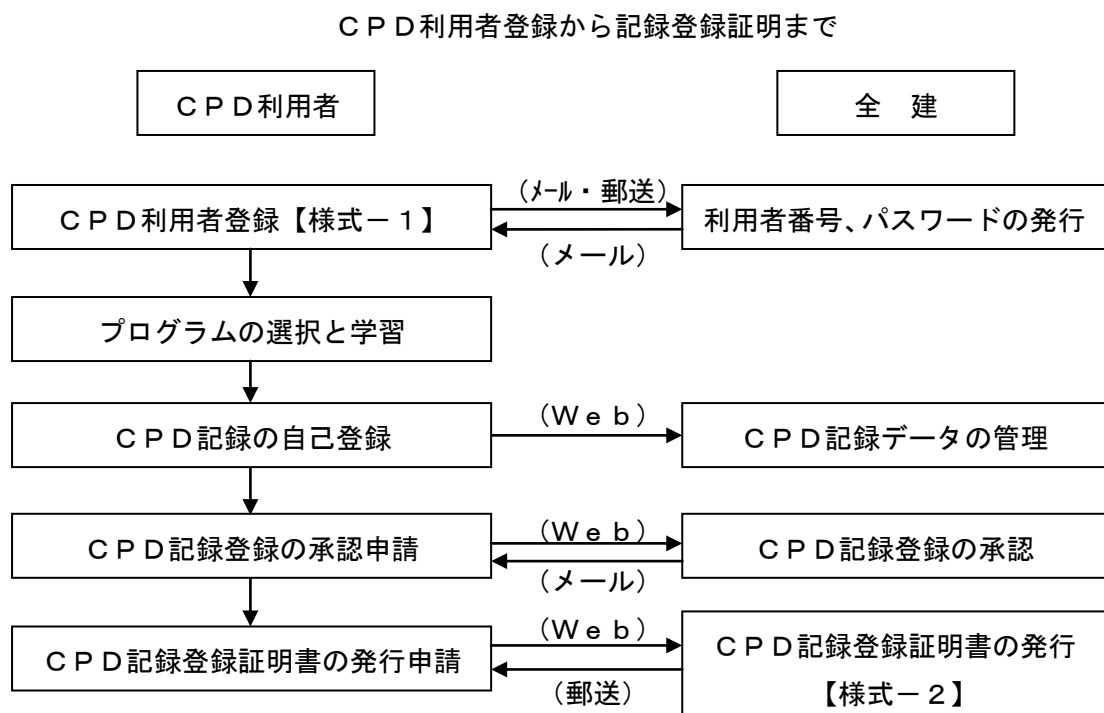 ＣＰＤ利用者登録から記録登録証明まで
ＣＰＤ利用者
全　建
ＣＰＤ利用者登録【様式－１】
（ﾒｰﾙ・郵送）
（メール）
利用者番号、パスワードの発行
プログラムの選択と学習
ＣＰＤ記録の自己登録
（Ｗｅｂ）
ＣＰＤ記録データの管理
ＣＰＤ記録登録の承認申請
（Ｗｅｂ）
（メール）
ＣＰＤ記録登録の承認
ＣＰＤ記録登録証明書の発行申請
（Ｗｅｂ）
（郵送）
ＣＰＤ記録登録証明書の発行
【様式－２】